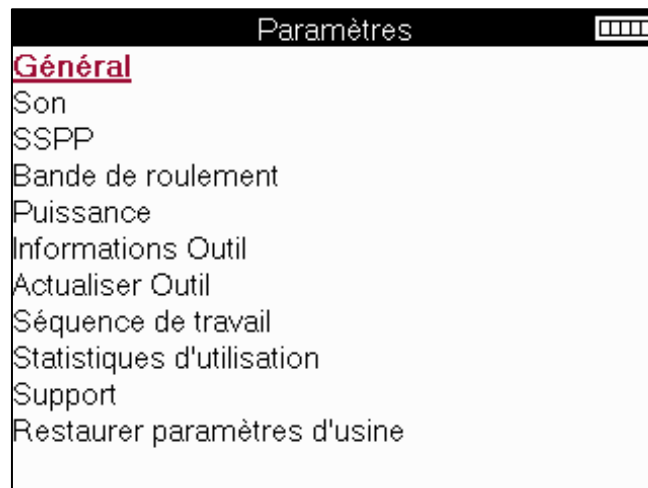 Paramètres
Général
Son
SSPP
Bande de roulement
Puissance
Informations Outil
Actualiser Outil
Séquence de travail
Statistiques d'utilisation
Support
Restaurer paramètres d'usine